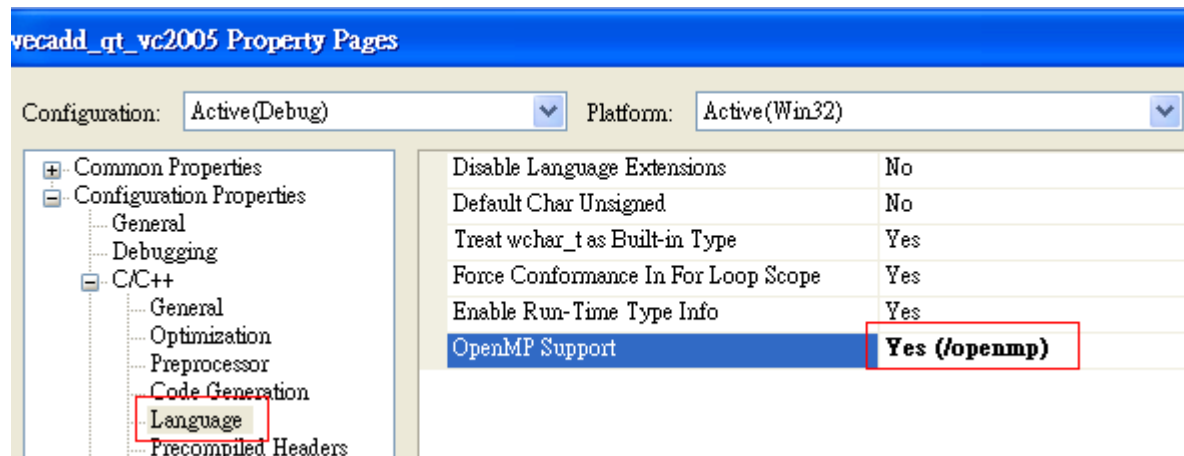 vecadd_qt_vc2005 Property Pages
Configuration: Active(Debug) Platform: Active(Win32)
Common Properties
Configuration Properties
General
Debugging
C/C++
General
Optimization
Preprocessor
Code Generation
Language
Precompiled Headers
Disable Language Extensions No
Default Char Unsigned No
Treat wchar_t as Built-in Type Yes
Force Conformance In For Loop Scope Yes
Enable Run-Time Type Info Yes
OpenMP Support Yes (/openmp)